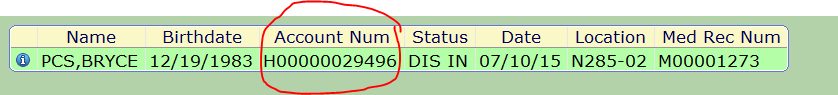 Name Birthdate Account Num Status Date Location Med Rec Num
PCS,BRYCE 12/19/1983 H00000029496 DIS IN 07/10/15 N285-02 M00001273